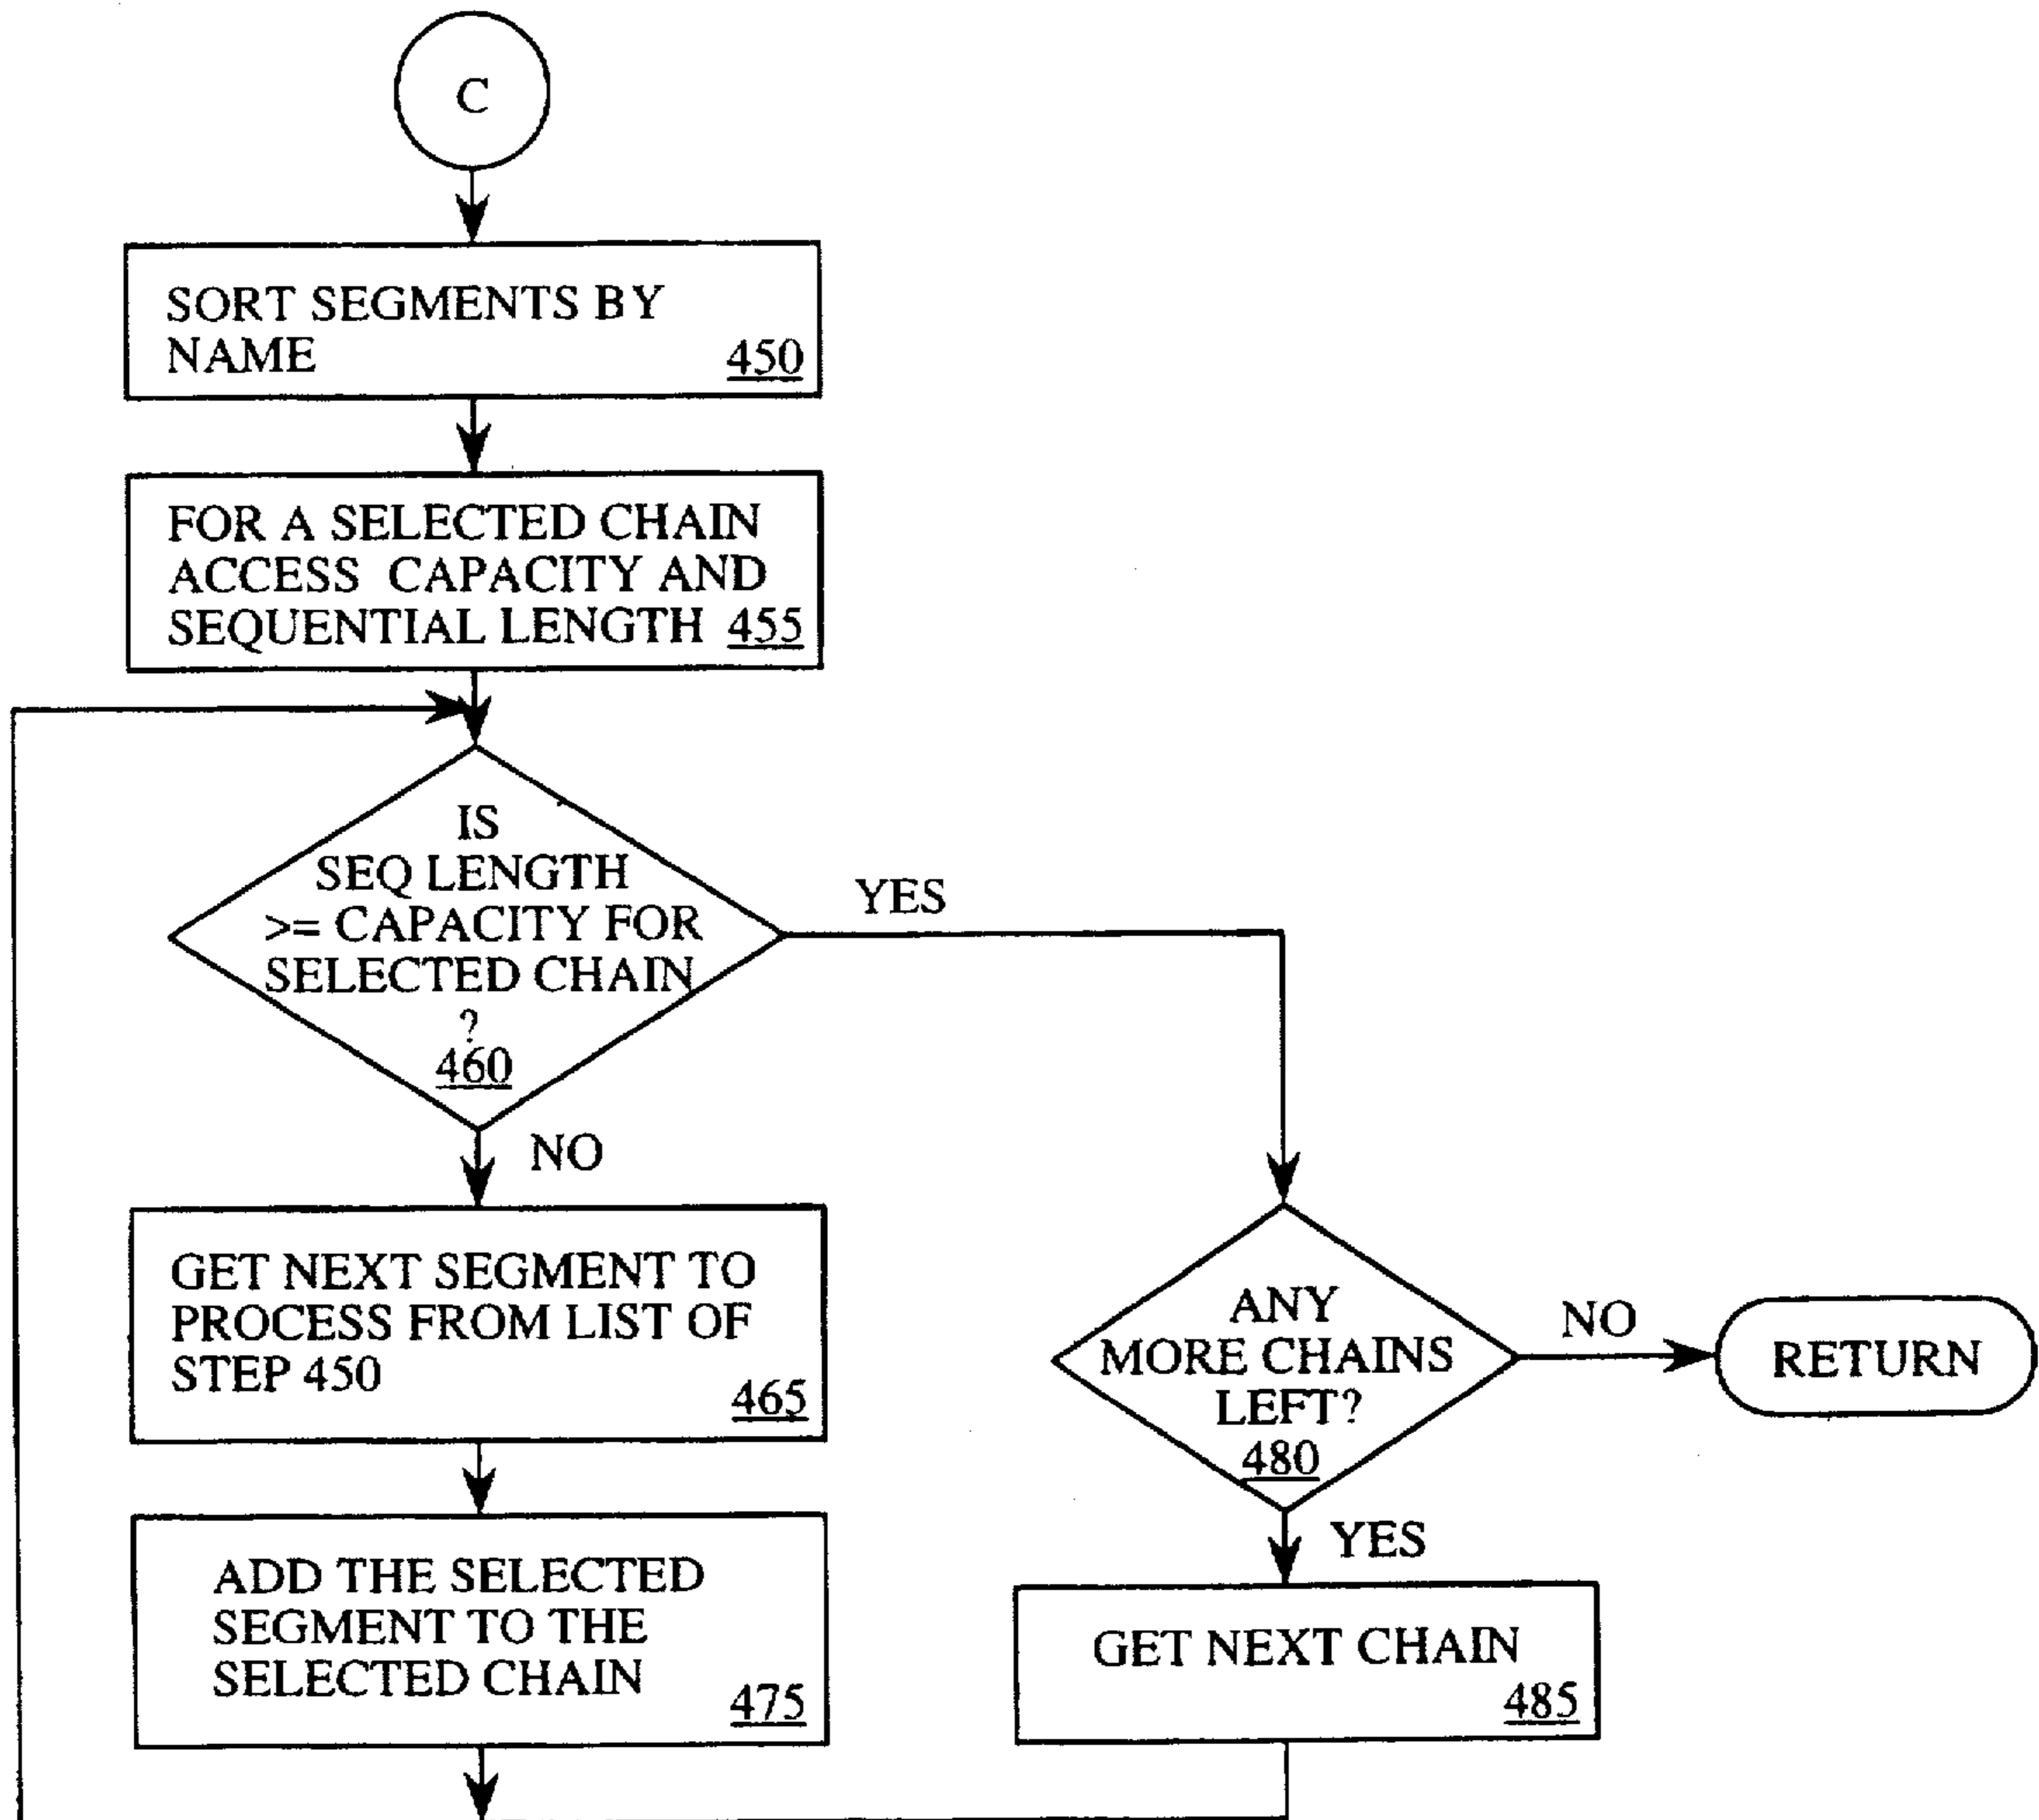 C
SORT SEGMENTS BY
NAME 450
FOR A SELECTED CHAIN
ACCESS CAPACITY AND
SEQUENTIAL LENGTH 455
IS
SEQ LENGTH
>= CAPACITY FOR
SELECTED CHAIN
?
460
YES
NO
GET NEXT SEGMENT TO
PROCESS FROM LIST OF
STEP 450
465
ADD THE SELECTED
SEGMENT TO THE
SELECTED CHAIN
475
ANY
MORE CHAINS
LEFT?
480
NO
RETURN
YES
GET NEXT CHAIN
485